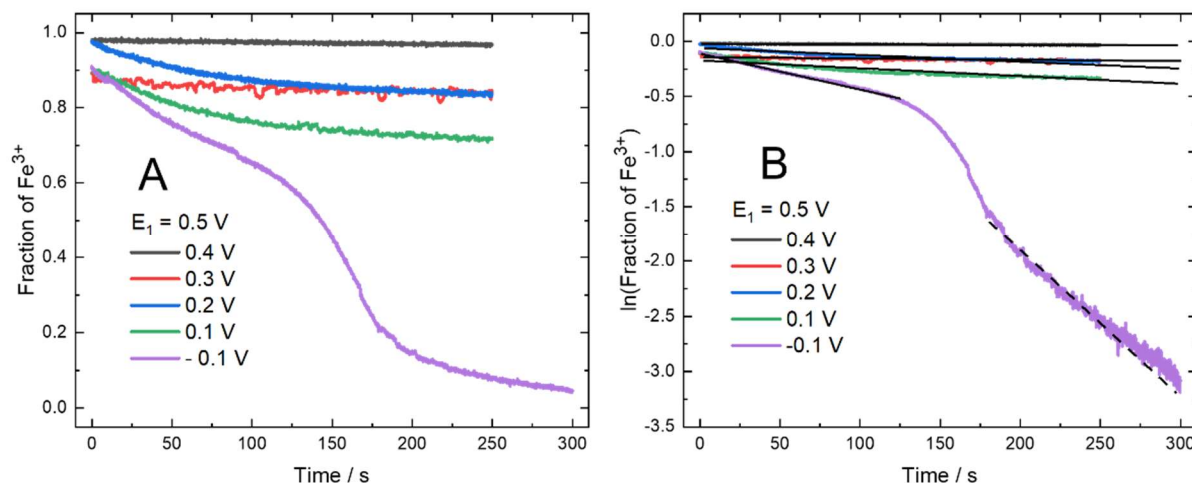 1.0
0.8
0.6
0.4
0.2
0.0
Fraction of Fe³⁺
A
E₁ = 0.5 V
0.4 V
0.3 V
0.2 V
0.1 V
- 0.1 V
0 50 100 150 200 250 300
Time / s
0.0
-0.5
-1.0
-1.5
-2.0
-2.5
-3.0
-3.5
ln(Fraction of Fe³⁺)
B
E₁ = 0.5 V
0.4 V
0.3 V
0.2 V
0.1 V
-0.1 V
0 50 100 150 200 250 300
Time / s